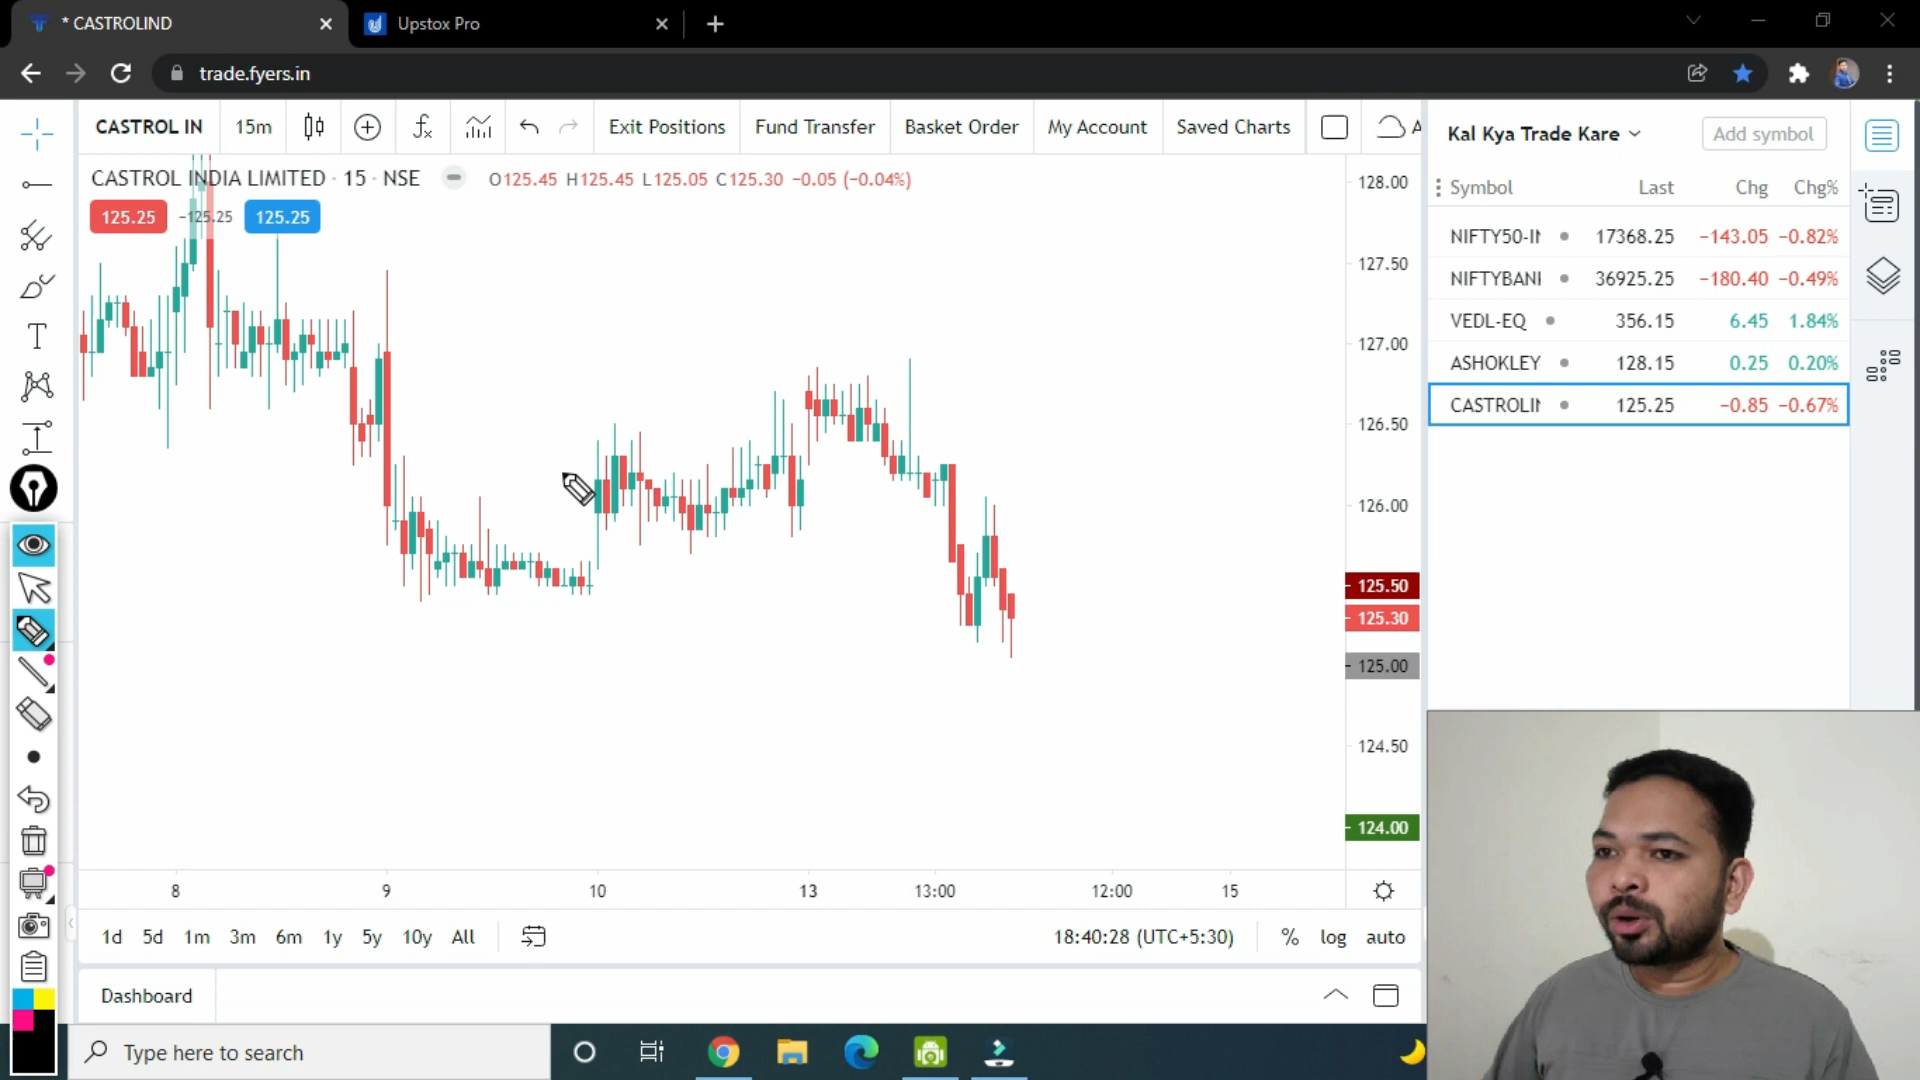 * CASTROLIND
Upstox Pro
trade.fyers.in
CASTROL IN 15m Exit Positions Fund Transfer Basket Order My Account Saved Charts A
CASTROL INDIA LIMITED · 15 · NSE O125.45 H125.45 L125.05 C125.30 −0.05 (−0.04%)
125.25 −125.25 125.25
128.00
127.50
127.00
126.50
126.00
125.50
125.30
125.00
124.50
124.00
8 9 10 13 13:00 12:00 15
1d 5d 1m 3m 6m 1y 5y 10y All 18:40:28 (UTC+5:30) % log auto
Dashboard
Kal Kya Trade Kare Add symbol
Symbol Last Chg Chg%
NIFTY50-IN 17368.25 −143.05 −0.82%
NIFTYBANK 36925.25 −180.40 −0.49%
VEDL-EQ 356.15 6.45 1.84%
ASHOKLEY 128.15 0.25 0.20%
CASTROLIN 125.25 −0.85 −0.67%
Type here to search